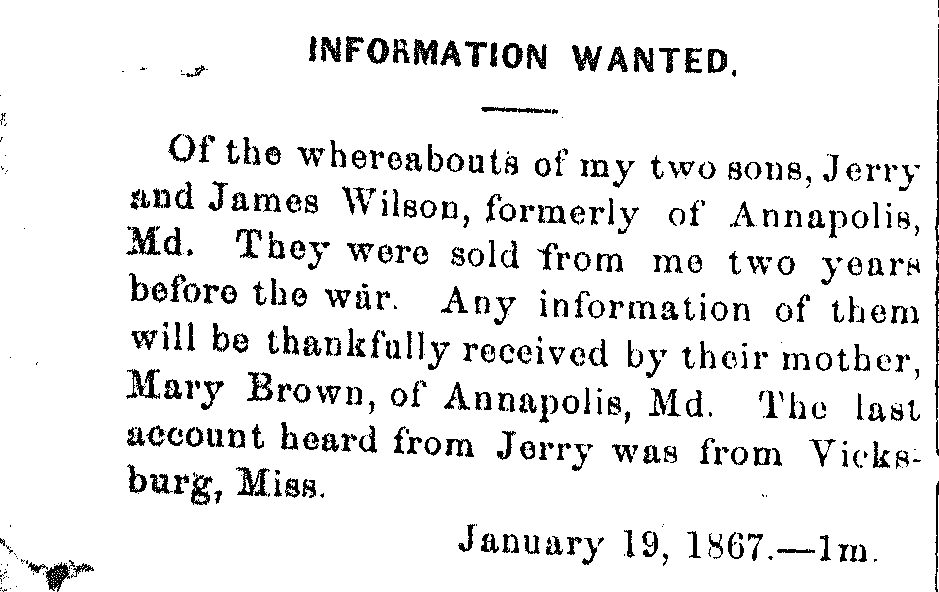 INFORMATION WANTED.
Of the whereabouts of my two sons, Jerry
and James Wilson, formerly of Annapolis,
Md. They were sold from me two years
before the war. Any information of them
will be thankfully received by their mother,
Mary Brown, of Annapolis, Md. The last
account heard from Jerry was from Vicks-
burg, Miss.
January 19, 1867.—1m.